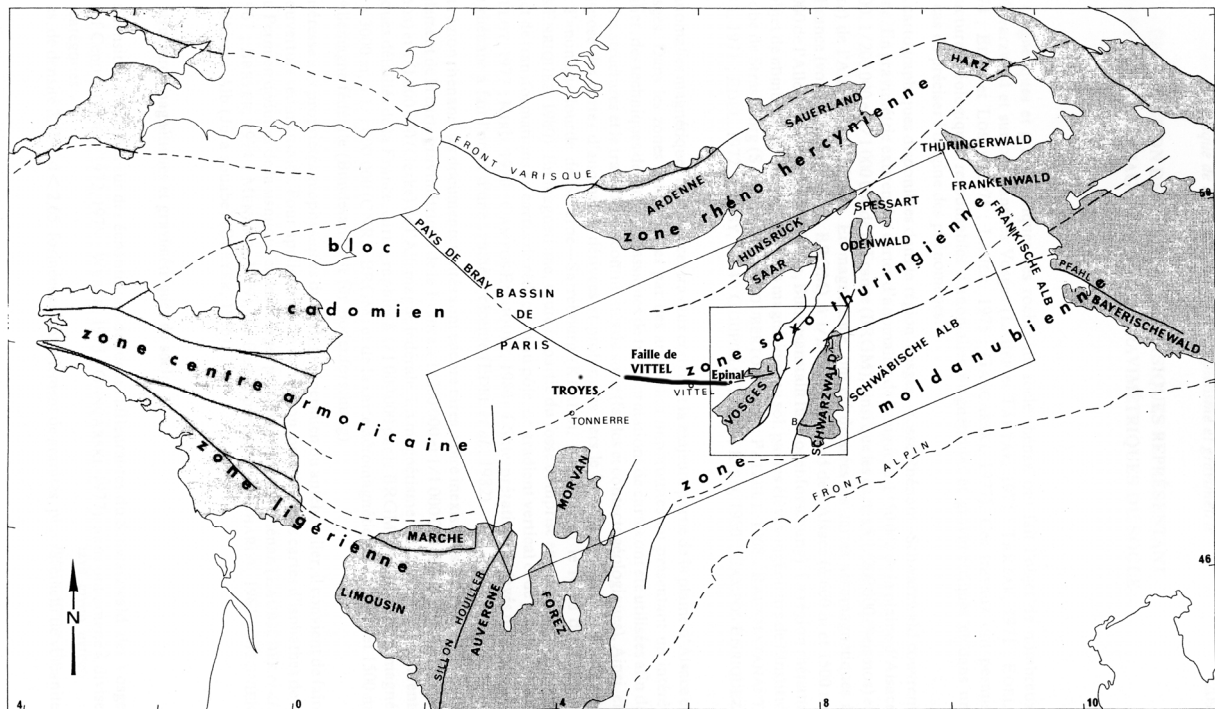 HARZ
SAUERLAND
THÜRINGERWALD
FRONT VARISQUE
ARDENNE
zone rhéno hercynienne
FRANKENWALD
50
SPESSART
HUNSRÜCK
ODENWALD
SAAR
FRÄNKISCHE ALB
PFAHL
BAYERISCHEWALD
bloc
PAYS DE BRAY
BASSIN
DE
PARIS
cadomien
zone saxo thuringienne
zone centre armoricaine
Faille de
VITTEL
Epinal
L
VITTEL
VOSGES
SCHWARZWALD
B
SCHWÄBISCHE ALB
zone moldanubienne
TROYES
TONNERRE
FRONT ALPIN
MORVAN
zone ligérienne
MARCHE
LIMOUSIN
SILLON HOUILLER
AUVERGNE
FOREZ
46
N
4
0
4
8
10